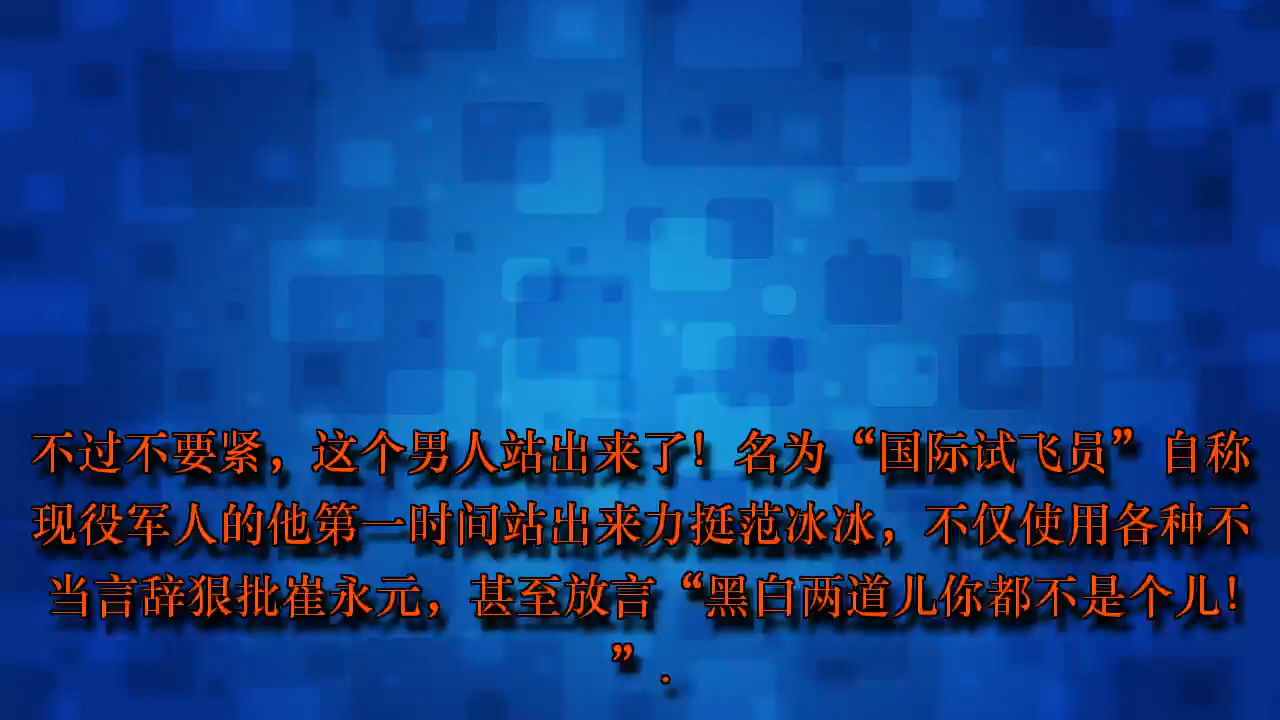 不过不要紧，这个男人站出来了！名为“国际试飞员”自称
现役军人的他第一时间站出来力挺范冰冰，不仅使用各种不
当言辞狠批崔永元，甚至放言“黑白两道儿你都不是个儿！
”.